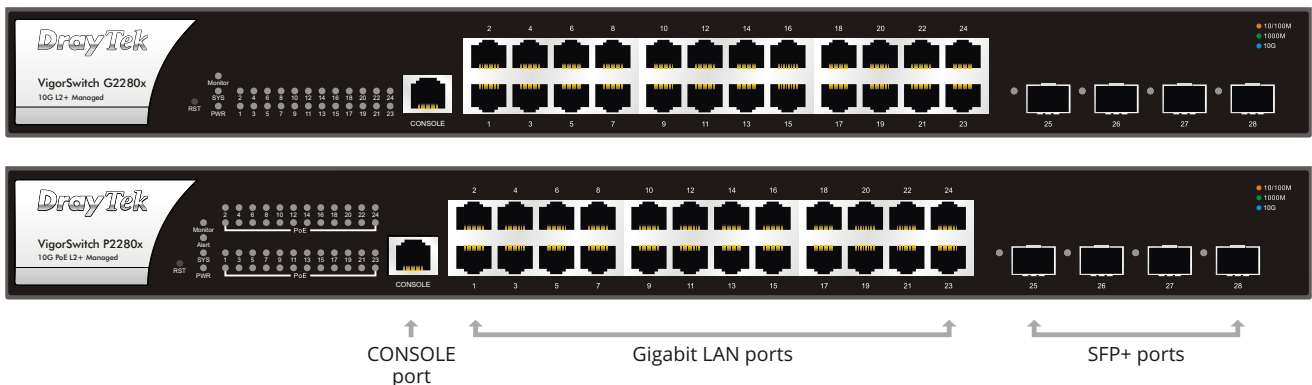 DrayTek
VigorSwitch G2280x
10G L2+ Managed
RST
Monitor
SYS
PWR
2 4 6 8 10 12 14 16 18 20 22 24
1 3 5 7 9 11 13 15 17 19 21 23
CONSOLE
2 4 6 8 10 12 14 16 18 20 22 24
1 3 5 7 9 11 13 15 17 19 21 23
25 26 27 28
10/100M
1000M
10G
DrayTek
VigorSwitch P2280x
10G PoE L2+ Managed
RST
Monitor
Alert
SYS
PWR
2 4 6 8 10 12 14 16 18 20 22 24
PoE
1 3 5 7 9 11 13 15 17 19 21 23
PoE
CONSOLE
2 4 6 8 10 12 14 16 18 20 22 24
1 3 5 7 9 11 13 15 17 19 21 23
25 26 27 28
10/100M
1000M
10G
CONSOLE
port
Gigabit LAN ports
SFP+ ports